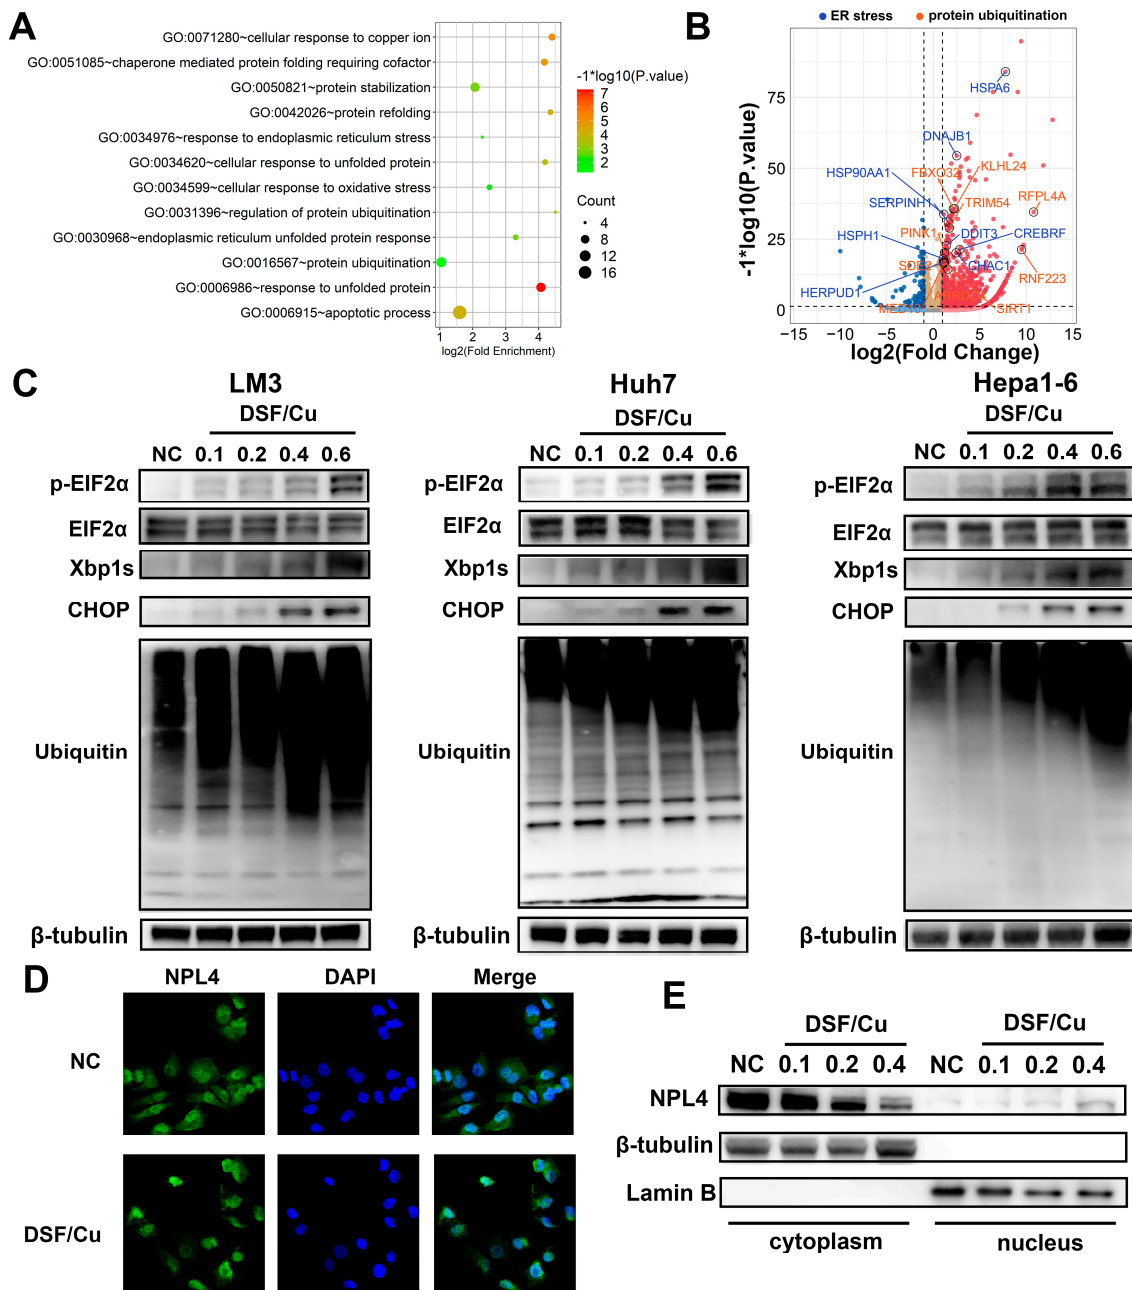 A
GO:0071280~cellular response to copper ion
GO:0051085~chaperone mediated protein folding requiring cofactor
GO:0050821~protein stabilization
GO:0042026~protein refolding
GO:0034976~response to endoplasmic reticulum stress
GO:0034620~cellular response to unfolded protein
GO:0034599~cellular response to oxidative stress
GO:0031396~regulation of protein ubiquitination
GO:0030968~endoplasmic reticulum unfolded protein response
GO:0016567~protein ubiquitination
GO:0006986~response to unfolded protein
GO:0006915~apoptotic process
1 2 3 4
log2(Fold Enrichment)
-1*log10(P.value)
7
6
5
4
3
2
Count
4
8
12
16
B
ER stress protein ubiquitination
-1*log10(P.value)
75
50
25
0
HSPA6
DNAJB1
HSP90AA1
FBXO32
KLHL24
SERPINH1
TRIM54
RFPL4A
PINK1
DDIT3
CREBRF
HSPH1
CHAC1
RNF223
HERPUD1
SIRT1
−15 −10 −5 0 5 10 15
log2(Fold Change)
C
LM3
DSF/Cu
NC 0.1 0.2 0.4 0.6
p-EIF2α
EIF2α
Xbp1s
CHOP
Ubiquitin
β-tubulin
Huh7
DSF/Cu
NC 0.1 0.2 0.4 0.6
p-EIF2α
EIF2α
Xbp1s
CHOP
Ubiquitin
β-tubulin
Hepa1-6
DSF/Cu
NC 0.1 0.2 0.4 0.6
p-EIF2α
EIF2α
Xbp1s
CHOP
Ubiquitin
β-tubulin
D
NPL4 DAPI Merge
NC
DSF/Cu
E
DSF/Cu DSF/Cu
NC 0.1 0.2 0.4 NC 0.1 0.2 0.4
NPL4
β-tubulin
Lamin B
cytoplasm nucleus